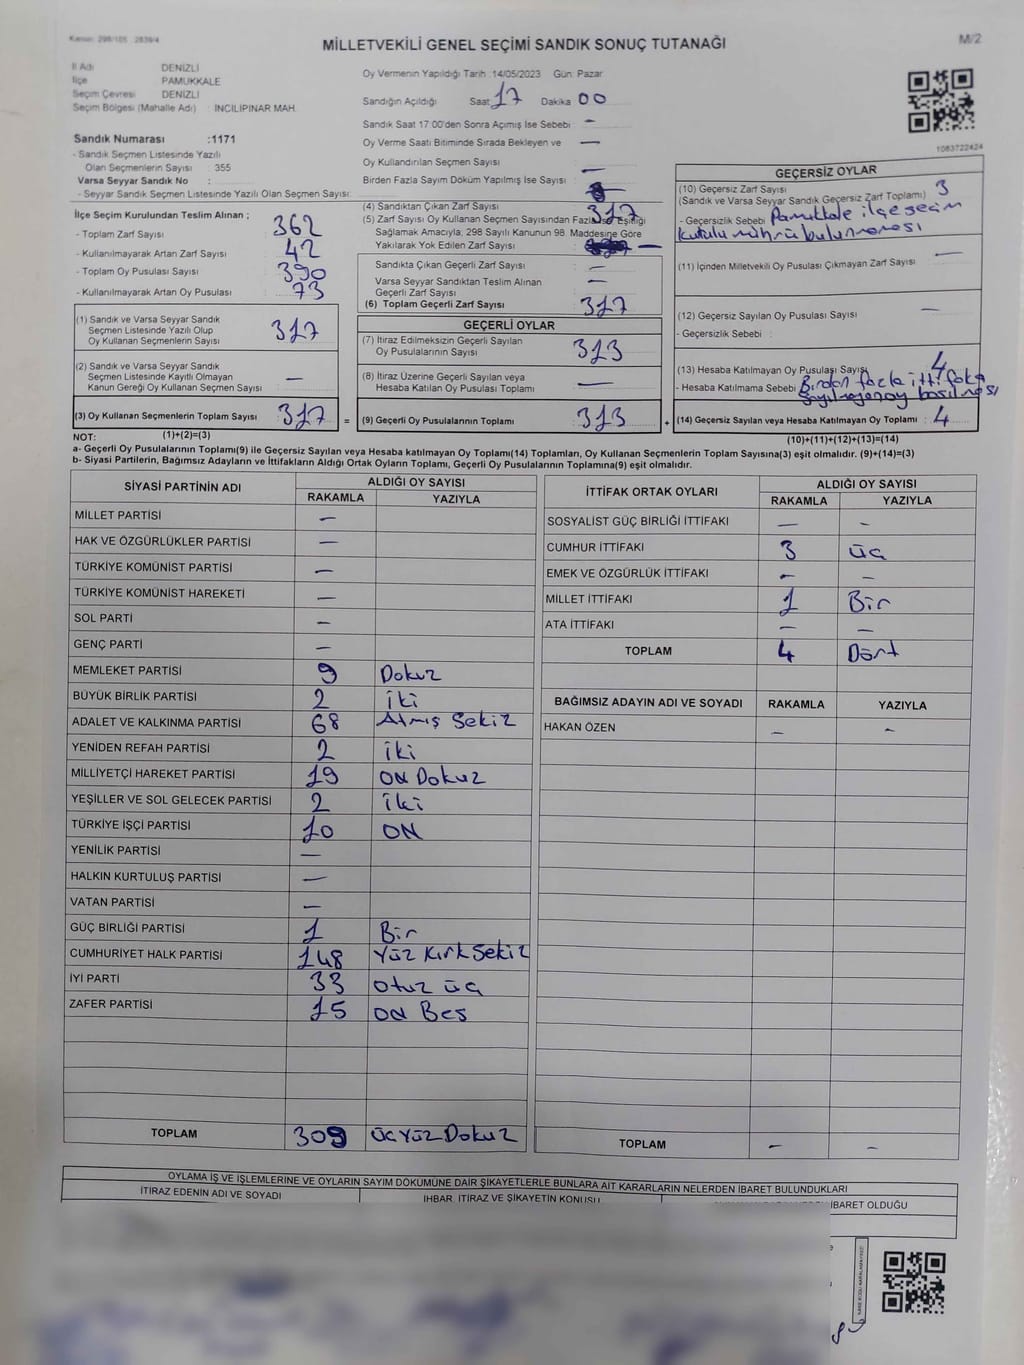 Kanun: 298/105 : 2839/4
M/2
MİLLETVEKİLİ GENEL SEÇİMİ SANDIK SONUÇ TUTANAĞI
İl Adı DENİZLİ
İlçe PAMUKKALE
Seçim Çevresi DENİZLİ
Seçim Bölgesi (Mahalle Adı) : İNCİLİPINAR MAH.
Sandık Numarası :1171
- Sandık Seçmen Listesinde Yazılı
Olan Seçmenlerin Sayısı : 355
Varsa Seyyar Sandık No :
- Seyyar Sandık Seçmen Listesinde Yazılı Olan Seçmen Sayısı:
Oy Vermenin Yapıldığı Tarih :14/05/2023 Gün: Pazar
Sandığın Açıldığı Saat 17 Dakika 00
Sandık Saat 17:00'den Sonra Açımış İse Sebebi : -
Oy Verme Saati Bitiminde Sırada Bekleyen ve -
Oy Kullandırılan Seçmen Sayısı :
Birden Fazla Sayım Döküm Yapılmış İse Sayısı : -
1083722424
İlçe Seçim Kurulundan Teslim Alınan ;
- Toplam Zarf Sayısı : 362
- Kullanılmayarak Artan Zarf Sayısı : 42
- Toplam Oy Pusulası Sayısı : 390
- Kullanılmayarak Artan Oy Pusulası : 73
(1) Sandık ve Varsa Seyyar Sandık
Seçmen Listesinde Yazılı Olup
Oy Kullanan Seçmenlerin Sayısı : 317
(2) Sandık ve Varsa Seyyar Sandık
Seçmen Listesinde Kayıtlı Olmayan
Kanun Gereği Oy Kullanan Seçmen Sayısı : -
(3) Oy Kullanan Seçmenlerin Toplam Sayısı : 317 =
(1)+(2)=(3)
(4) Sandıktan Çıkan Zarf Sayısı : 317
(5) Zarf Sayısı Oy Kullanan Seçmen Sayısından Fazla ise Eşitliği
Sağlamak Amacıyla, 298 Sayılı Kanunun 98. Maddesine Göre
Yakılarak Yok Edilen Zarf Sayısı : -
Sandıkta Çıkan Geçerli Zarf Sayısı : -
Varsa Seyyar Sandıktan Teslim Alınan
Geçerli Zarf Sayısı : -
(6) Toplam Geçerli Zarf Sayısı : 317
GEÇERLİ OYLAR
(7) İtiraz Edilmeksizin Geçerli Sayılan
Oy Pusulalarının Sayısı : 313
(8) İtiraz Üzerine Geçerli Sayılan veya
Hesaba Katılan Oy Pusulası Toplamı : -
(9) Geçerli Oy Pusulalarının Toplamı : 313 +
GEÇERSİZ OYLAR
(10) Geçersiz Zarf Sayısı : 3
(Sandık ve Varsa Seyyar Sandık Geçersiz Zarf Toplamı)
- Geçersizlik Sebebi : Pamukkale ilçe seçim
kurulu mührü bulunmaması
(11) İçinden Milletvekili Oy Pusulası Çıkmayan Zarf Sayısı : -
(12) Geçersiz Sayılan Oy Pusulası Sayısı : -
- Geçersizlik Sebebi :
(13) Hesaba Katılmayan Oy Pusulası Sayısı : 4
- Hesaba Katılmama Sebebi : Birden fazla ittifaka
oy basılması
(14) Geçersiz Sayılan veya Hesaba Katılmayan Oy Toplamı : 4
(10)+(11)+(12)+(13)=(14)
NOT:
a- Geçerli Oy Pusulalarının Toplamı(9) ile Geçersiz Sayılan veya Hesaba katılmayan Oy Toplamı(14) Toplamları, Oy Kullanan Seçmenlerin Toplam Sayısına(3) eşit olmalıdır. (9)+(14)=(3)
b- Siyasi Partilerin, Bağımsız Adayların ve İttifakların Aldığı Ortak Oyların Toplamı, Geçerli Oy Pusulalarının Toplamına(9) eşit olmalıdır.
SİYASİ PARTİNİN ADI ALDIĞI OY SAYISI
RAKAMLA YAZIYLA
MİLLET PARTİSİ -
HAK VE ÖZGÜRLÜKLER PARTİSİ -
TÜRKİYE KOMÜNİST PARTİSİ -
TÜRKİYE KOMÜNİST HAREKETİ -
SOL PARTİ -
GENÇ PARTİ -
MEMLEKET PARTİSİ 9 Dokuz
BÜYÜK BİRLİK PARTİSİ 2 İki
ADALET VE KALKINMA PARTİSİ 68 Atmış Sekiz
YENİDEN REFAH PARTİSİ 2 İki
MİLLİYETÇİ HAREKET PARTİSİ 19 ON Dokuz
YEŞİLLER VE SOL GELECEK PARTİSİ 2 İki
TÜRKİYE İŞÇİ PARTİSİ 10 ON
YENİLİK PARTİSİ -
HALKIN KURTULUŞ PARTİSİ -
VATAN PARTİSİ -
GÜÇ BİRLİĞİ PARTİSİ 1 Bir
CUMHURİYET HALK PARTİSİ 148 Yüz Kırk Sekiz
İYİ PARTİ 33 Otuz üç
ZAFER PARTİSİ 15 ON Beş
TOPLAM 309 Üçyüz Dokuz
İTTİFAK ORTAK OYLARI ALDIĞI OY SAYISI
RAKAMLA YAZIYLA
SOSYALİST GÜÇ BİRLİĞİ İTTİFAKI - -
CUMHUR İTTİFAKI 3 üç
EMEK VE ÖZGÜRLÜK İTTİFAKI - -
MİLLET İTTİFAKI 1 Bir
ATA İTTİFAKI - -
TOPLAM 4 Dört
BAĞIMSIZ ADAYIN ADI VE SOYADI RAKAMLA YAZIYLA
HAKAN ÖZEN - -
TOPLAM - -
OYLAMA İŞ VE İŞLEMLERİNE VE OYLARIN SAYIM DÖKÜMÜNE DAİR ŞİKAYETLERLE BUNLARA AİT KARARLARIN NELERDEN İBARET BULUNDUKLARI
İTİRAZ EDENİN ADI VE SOYADI İHBAR, İTİRAZ VE ŞİKAYETİN KONUSU İBARET OLDUĞU